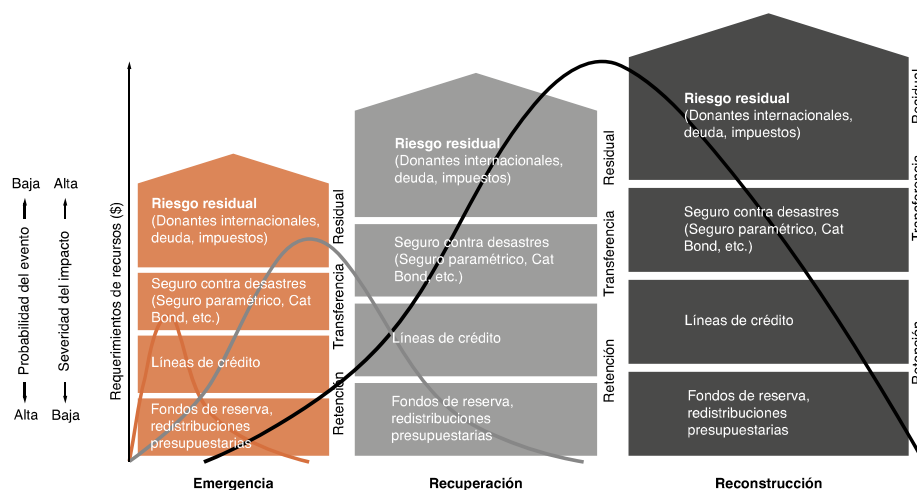 Baja
Alta
Probabilidad del evento
Severidad del impacto
Alta
Baja
Requerimientos de recursos ($)
Riesgo residual
(Donantes internacionales,
deuda, impuestos)
Seguro contra desastres
(Seguro paramétrico, Cat
Bond, etc.)
Líneas de crédito
Fondos de reserva,
redistribuciones
presupuestarias
Residual
Transferencia
Retención
Emergencia
Riesgo residual
(Donantes internacionales,
deuda, impuestos)
Seguro contra desastres
(Seguro paramétrico, Cat
Bond, etc.)
Líneas de crédito
Fondos de reserva,
redistribuciones
presupuestarias
Residual
Transferencia
Retención
Recuperación
Riesgo residual
(Donantes internacionales,
deuda, impuestos)
Seguro contra desastres
(Seguro paramétrico, Cat
Bond, etc.)
Líneas de crédito
Fondos de reserva,
redistribuciones
presupuestarias
Residual
Transferencia
Retención
Reconstrucción